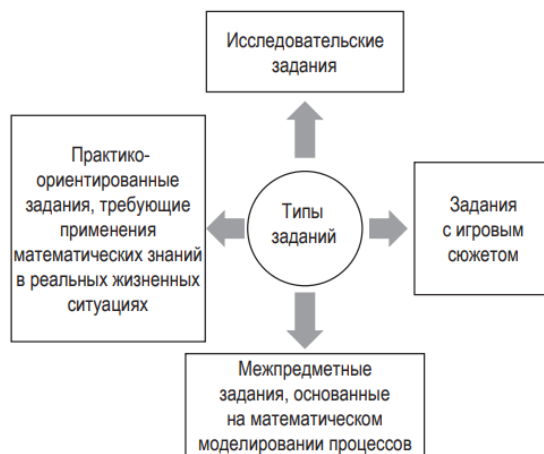 Исследовательские
задания
Практико-
ориентированные
задания, требующие
применения
математических знаний
в реальных жизненных
ситуациях
Типы
заданий
Задания
с игровым
сюжетом
Межпредметные
задания, основанные
на математическом
моделировании процессов